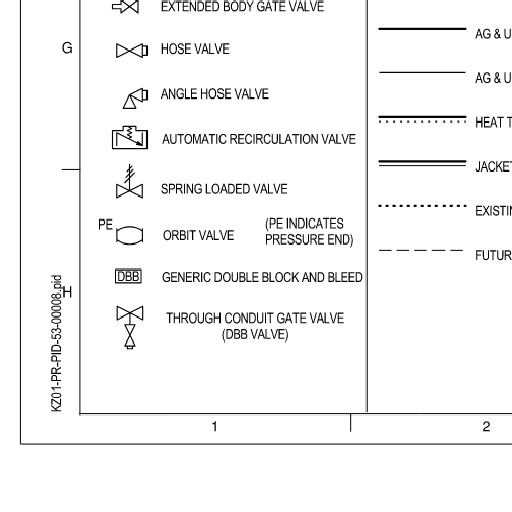 EXTENDED BODY GATE VALVE
G
HOSE VALVE
ANGLE HOSE VALVE
AUTOMATIC RECIRCULATION VALVE
SPRING LOADED VALVE
PE
ORBIT VALVE
(PE INDICATES
PRESSURE END)
DBB
GENERIC DOUBLE BLOCK AND BLEED
H
THROUGH CONDUIT GATE VALVE
(DBB VALVE)
KZ01-PR-PID-53-00008.pid
AG & U
AG & U
HEAT T
JACKET
EXISTIN
FUTUR
1
2